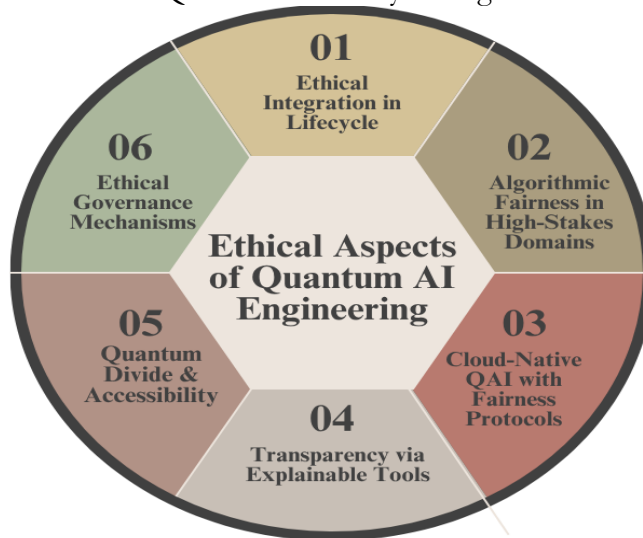 01
Ethical
Integration in
Lifecycle
02
Algorithmic
Fairness in
High-Stakes
Domains
03
Cloud-Native
QAI with
Fairness
Protocols
04
Transparency via
Explainable Tools
05
Quantum
Divide &
Accessibility
06
Ethical
Governance
Mechanisms
Ethical Aspects
of Quantum AI
Engineering